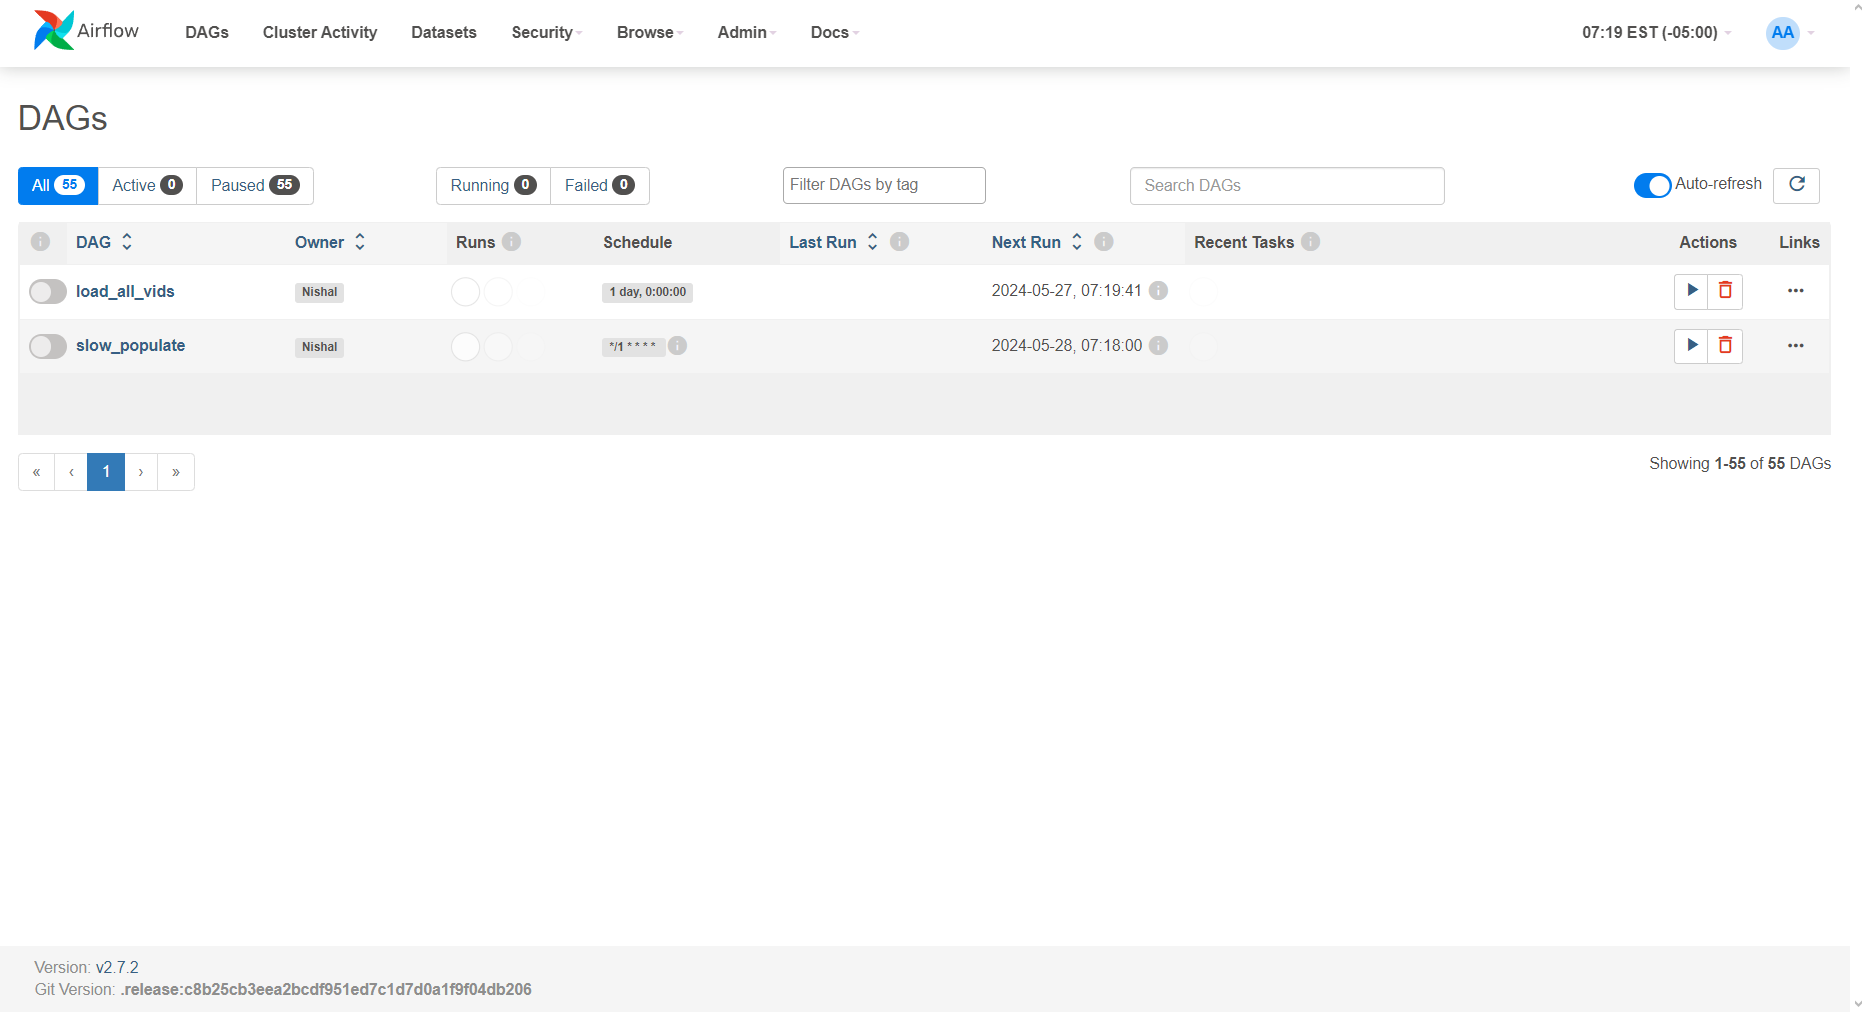 Airflow DAGs Cluster Activity Datasets Security Browse Admin Docs 07:19 EST (-05:00) AA
DAGs
All 55 Active 0 Paused 55 Running 0 Failed 0 Filter DAGs by tag Search DAGs Auto-refresh
DAG Owner Runs Schedule Last Run Next Run Recent Tasks Actions Links
load_all_vids Nishal 1 day, 0:00:00 2024-05-27, 07:19:41
slow_populate Nishal */1 * * * * 2024-05-28, 07:18:00
« ‹ 1 › » Showing 1-55 of 55 DAGs
Version: v2.7.2
Git Version: .release:c8b25cb3eea2bcdf951ed7c1d7d0a1f9f04db206